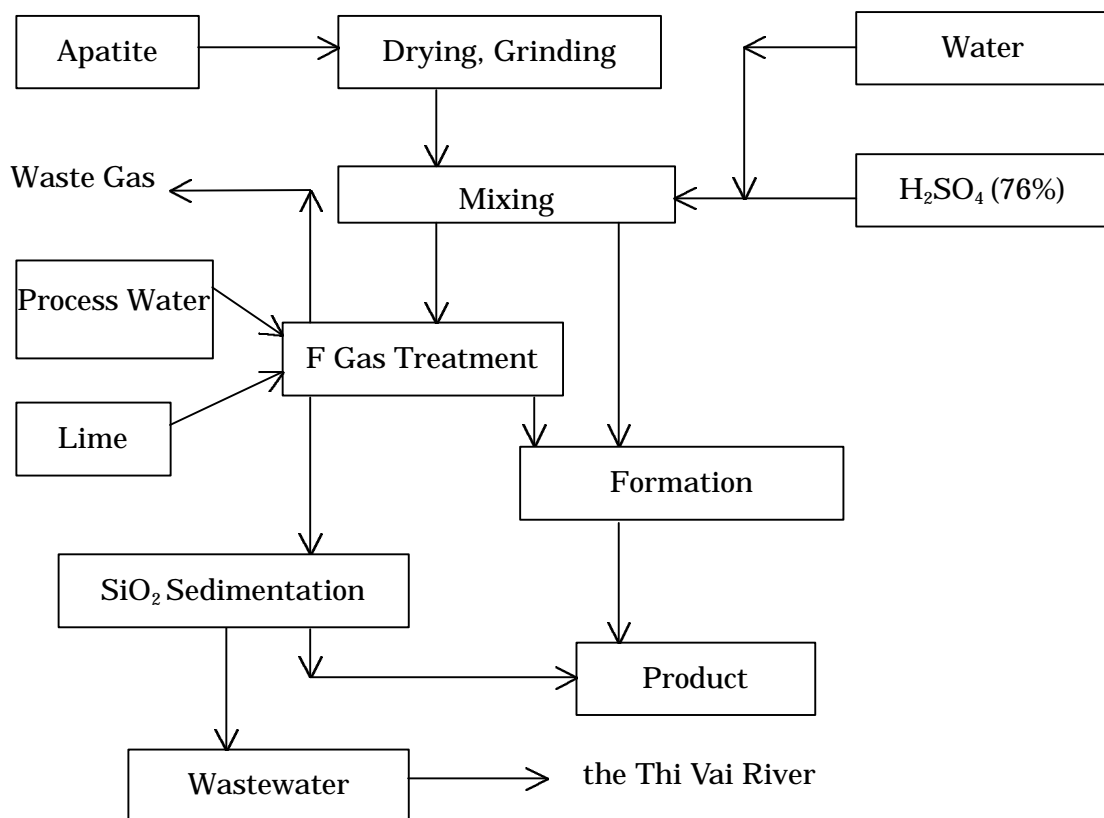 Apatite
Drying, Grinding
Water
Waste Gas
Mixing
H₂SO₄ (76%)
Process Water
F Gas Treatment
Lime
Formation
SiO₂ Sedimentation
Product
Wastewater
the Thi Vai River